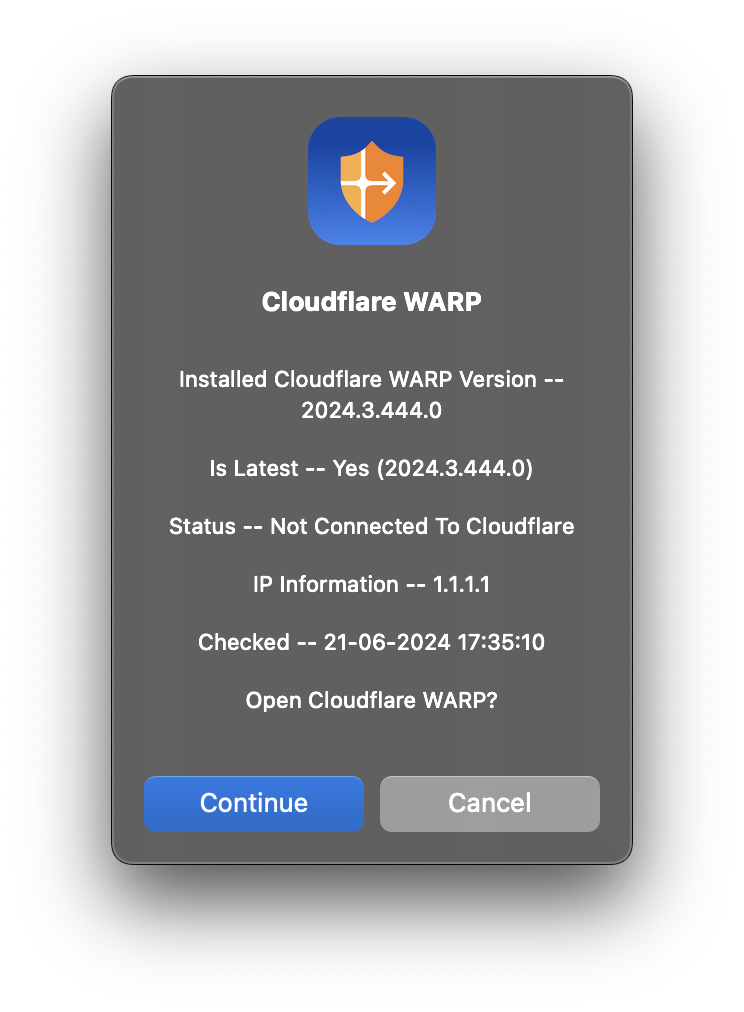 Cloudflare WARP
Installed Cloudflare WARP Version --
2024.3.444.0
Is Latest -- Yes (2024.3.444.0)
Status -- Not Connected To Cloudflare
IP Information -- 1.1.1.1
Checked -- 21-06-2024 17:35:10
Open Cloudflare WARP?
Continue
Cancel